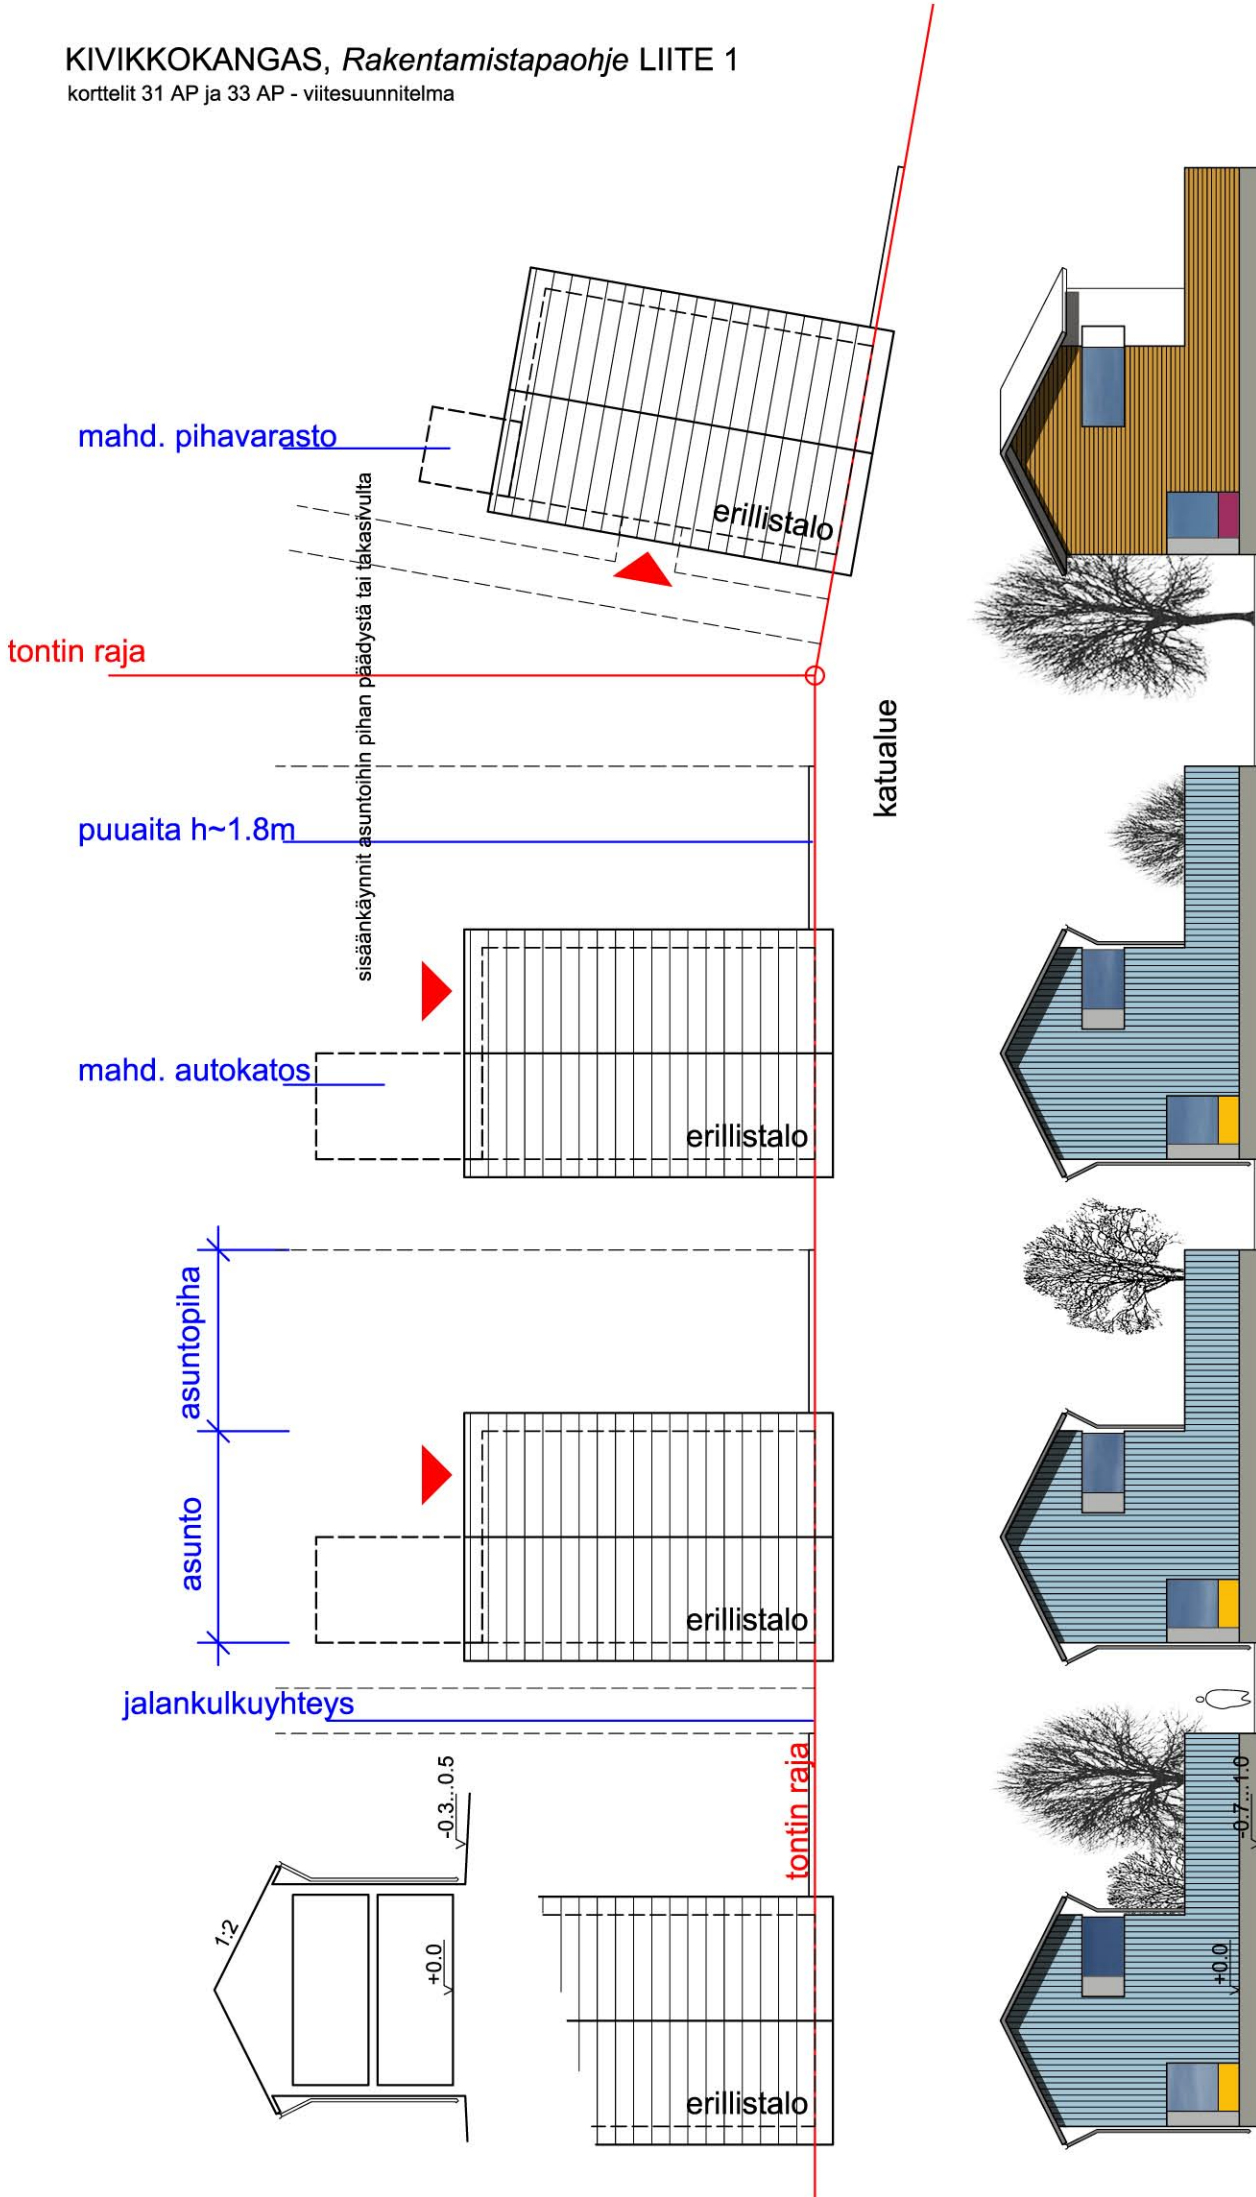 KIVIKKOKANGAS, Rakentamistapaohje LIITE 1
korttelit 31 AP ja 33 AP - viitesuunnitelma
mahd. pihavarasto
erillistalo
sisäänkäynnit asuntoihin pihan päädystä tai takasivulta
tontin raja
katualue
puuaita h~1.8m
mahd. autokatos
erillistalo
asuntopiha
asunto
erillistalo
jalankulkuyhteys
tontin raja
-0.3...0.5
-0.7...1.0
1:2
+0.0
+0.0
erillistalo